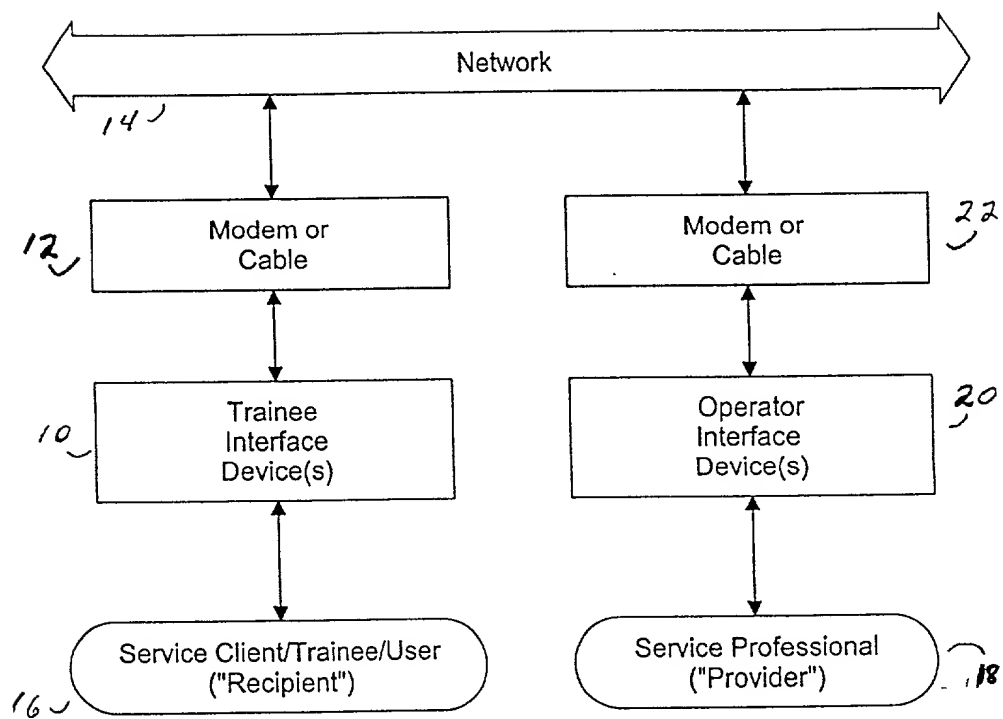 Network
14
Modem or
Cable
12
Modem or
Cable
22
Trainee
Interface
Device(s)
10
Operator
Interface
Device(s)
20
Service Client/Trainee/User
("Recipient")
16
Service Professional
("Provider")
18